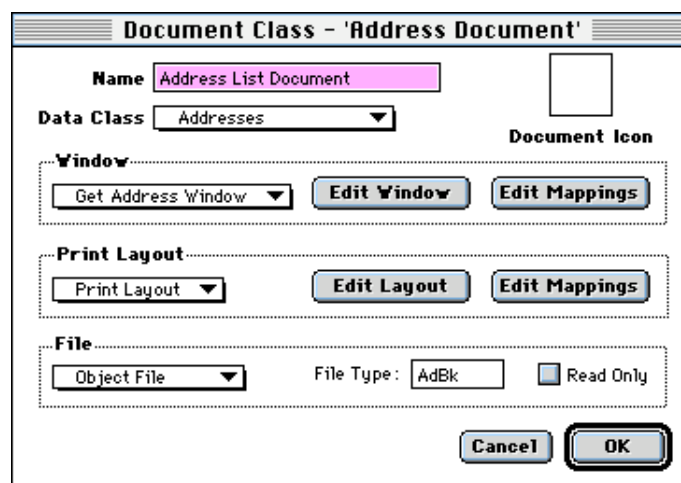 Document Class - 'Address Document'
Name Address List Document
Data Class Addresses
Document Icon
Window
Get Address Window Edit Window Edit Mappings
Print Layout
Print Layout Edit Layout Edit Mappings
File
Object File File Type: AdBk Read Only
Cancel OK